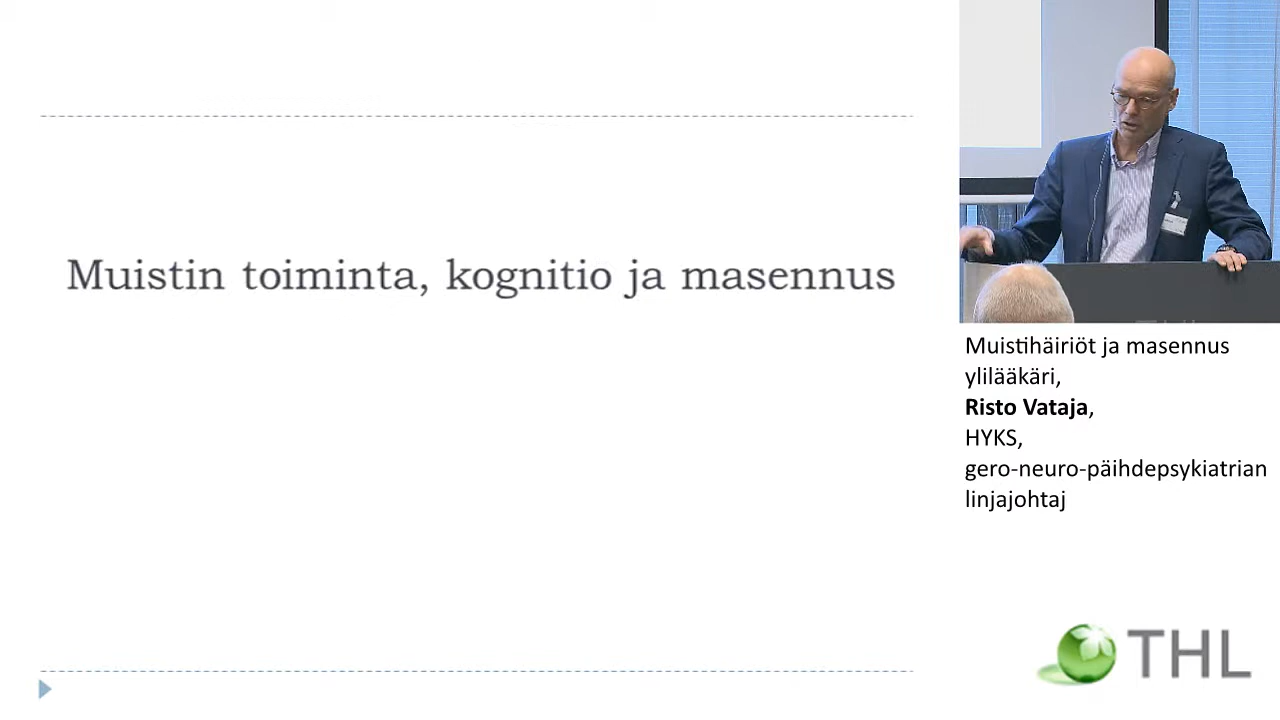 Muistin toiminta, kognitio ja masennus
Muistihäiriöt ja masennus
ylilääkäri,
Risto Vataja,
HYKS,
gero-neuro-päihdepsykiatrian
linjajohtaj
THL